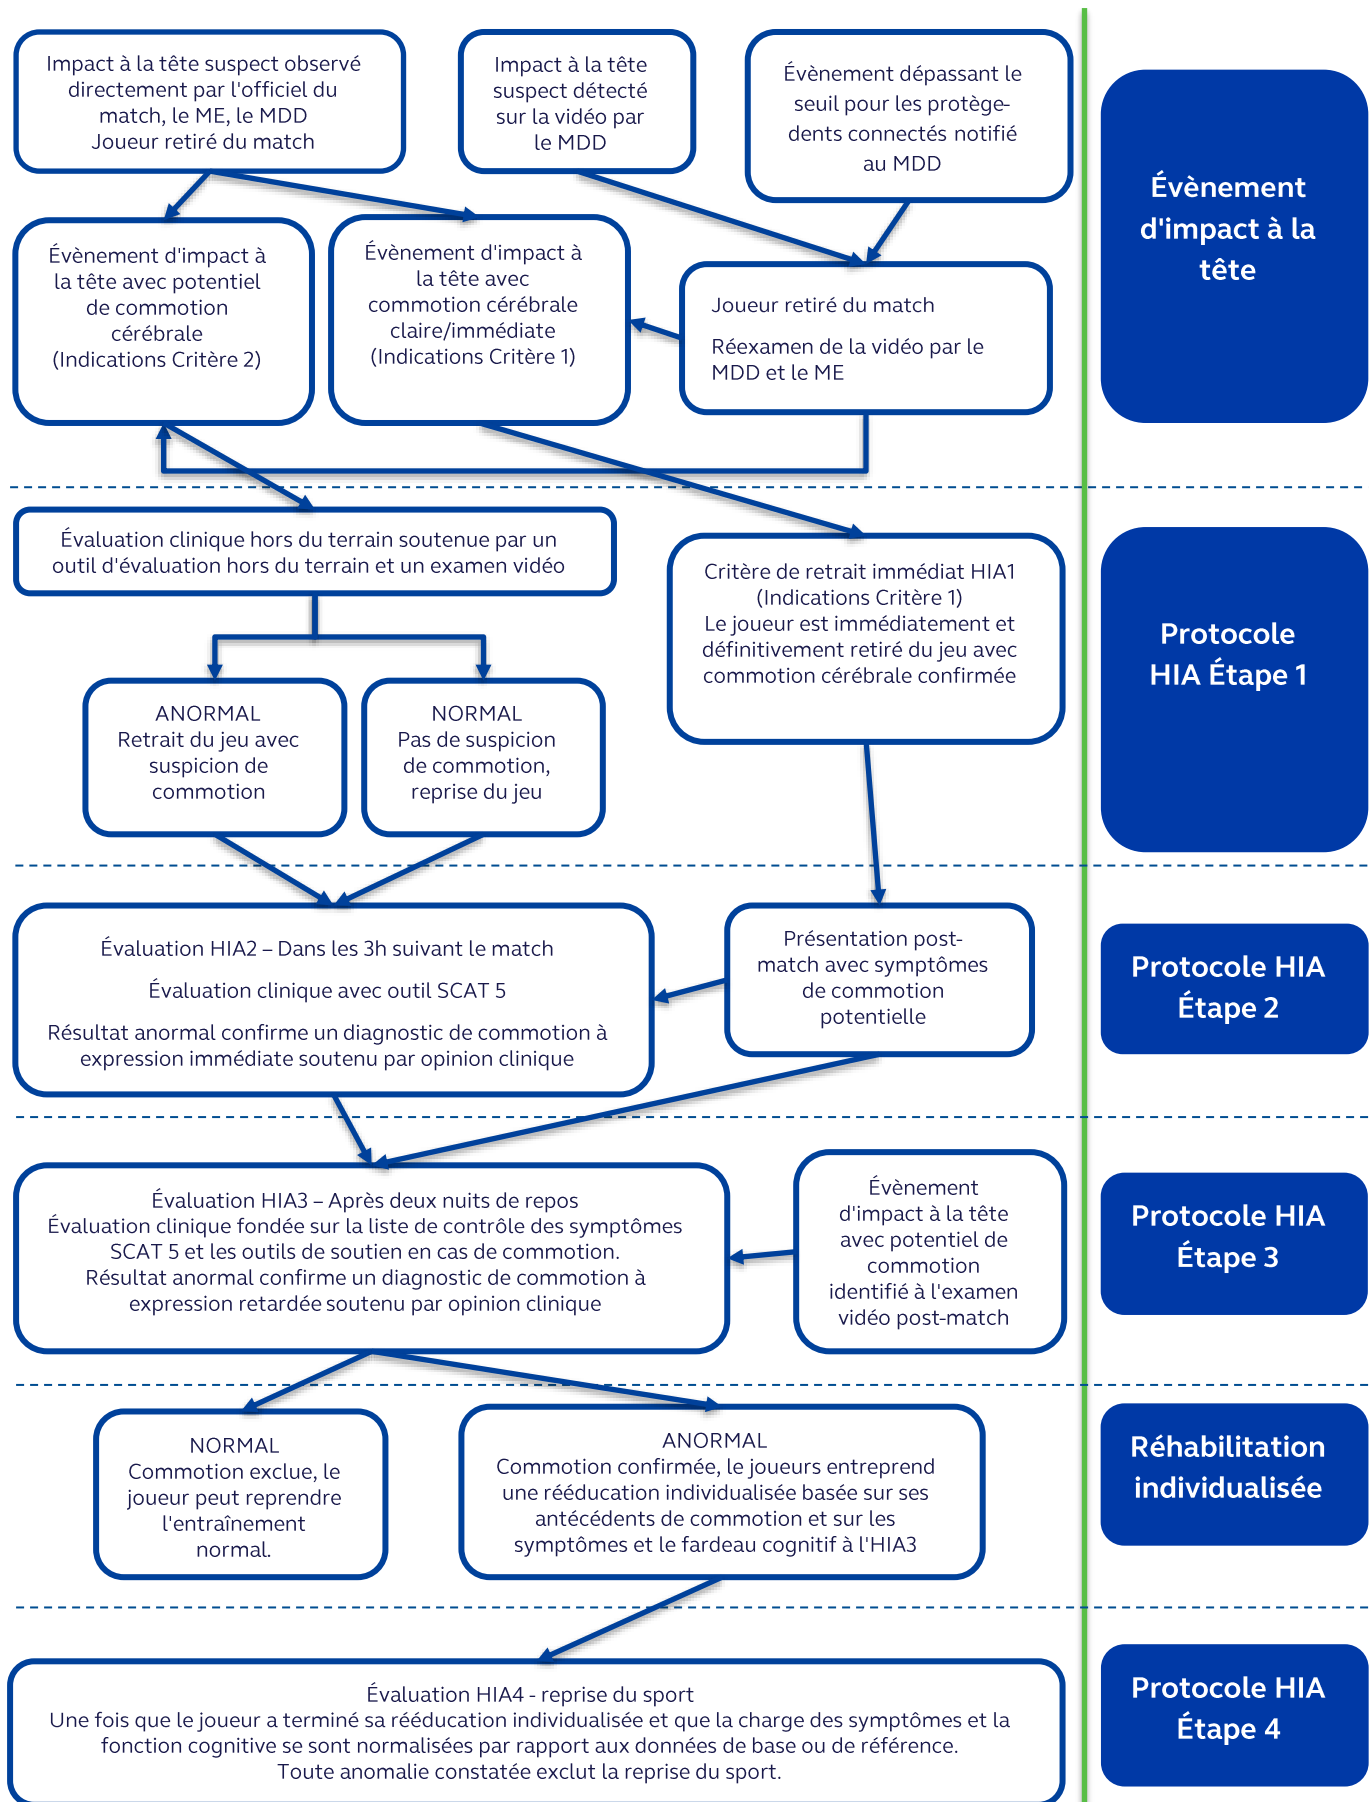 Impact à la tête suspect observé
directement par l'officiel du
match, le ME, le MDD
Joueur retiré du match
Impact à la tête
suspect détecté
sur la vidéo par
le MDD
Évènement dépassant le
seuil pour les protège-
dents connectés notifié
au MDD
Évènement
d'impact à la
tête
Évènement d'impact à
la tête avec potentiel
de commotion
cérébrale
(Indications Critère 2)
Évènement d'impact à
la tête avec
commotion cérébrale
claire/immédiate
(Indications Critère 1)
Joueur retiré du match
Réexamen de la vidéo par le
MDD et le ME
Évaluation clinique hors du terrain soutenue par un
outil d'évaluation hors du terrain et un examen vidéo
Critère de retrait immédiat HIA1
(Indications Critère 1)
Le joueur est immédiatement et
définitivement retiré du jeu avec
commotion cérébrale confirmée
Protocole
HIA Étape 1
ANORMAL
Retrait du jeu avec
suspicion de
commotion
NORMAL
Pas de suspicion
de commotion,
reprise du jeu
Évaluation HIA2 – Dans les 3h suivant le match
Évaluation clinique avec outil SCAT 5
Résultat anormal confirme un diagnostic de commotion à
expression immédiate soutenu par opinion clinique
Présentation post-
match avec symptômes
de commotion
potentielle
Protocole HIA
Étape 2
Évaluation HIA3 – Après deux nuits de repos
Évaluation clinique fondée sur la liste de contrôle des symptômes
SCAT 5 et les outils de soutien en cas de commotion.
Résultat anormal confirme un diagnostic de commotion à
expression retardée soutenu par opinion clinique
Évènement
d'impact à la tête
avec potentiel de
commotion
identifié à l'examen
vidéo post-match
Protocole HIA
Étape 3
NORMAL
Commotion exclue, le
joueur peut reprendre
l'entraînement
normal.
ANORMAL
Commotion confirmée, le joueurs entreprend
une rééducation individualisée basée sur ses
antécédents de commotion et sur les
symptômes et le fardeau cognitif à l'HIA3
Réhabilitation
individualisée
Évaluation HIA4 - reprise du sport
Une fois que le joueur a terminé sa rééducation individualisée et que la charge des symptômes et la
fonction cognitive se sont normalisées par rapport aux données de base ou de référence.
Toute anomalie constatée exclut la reprise du sport.
Protocole HIA
Étape 4